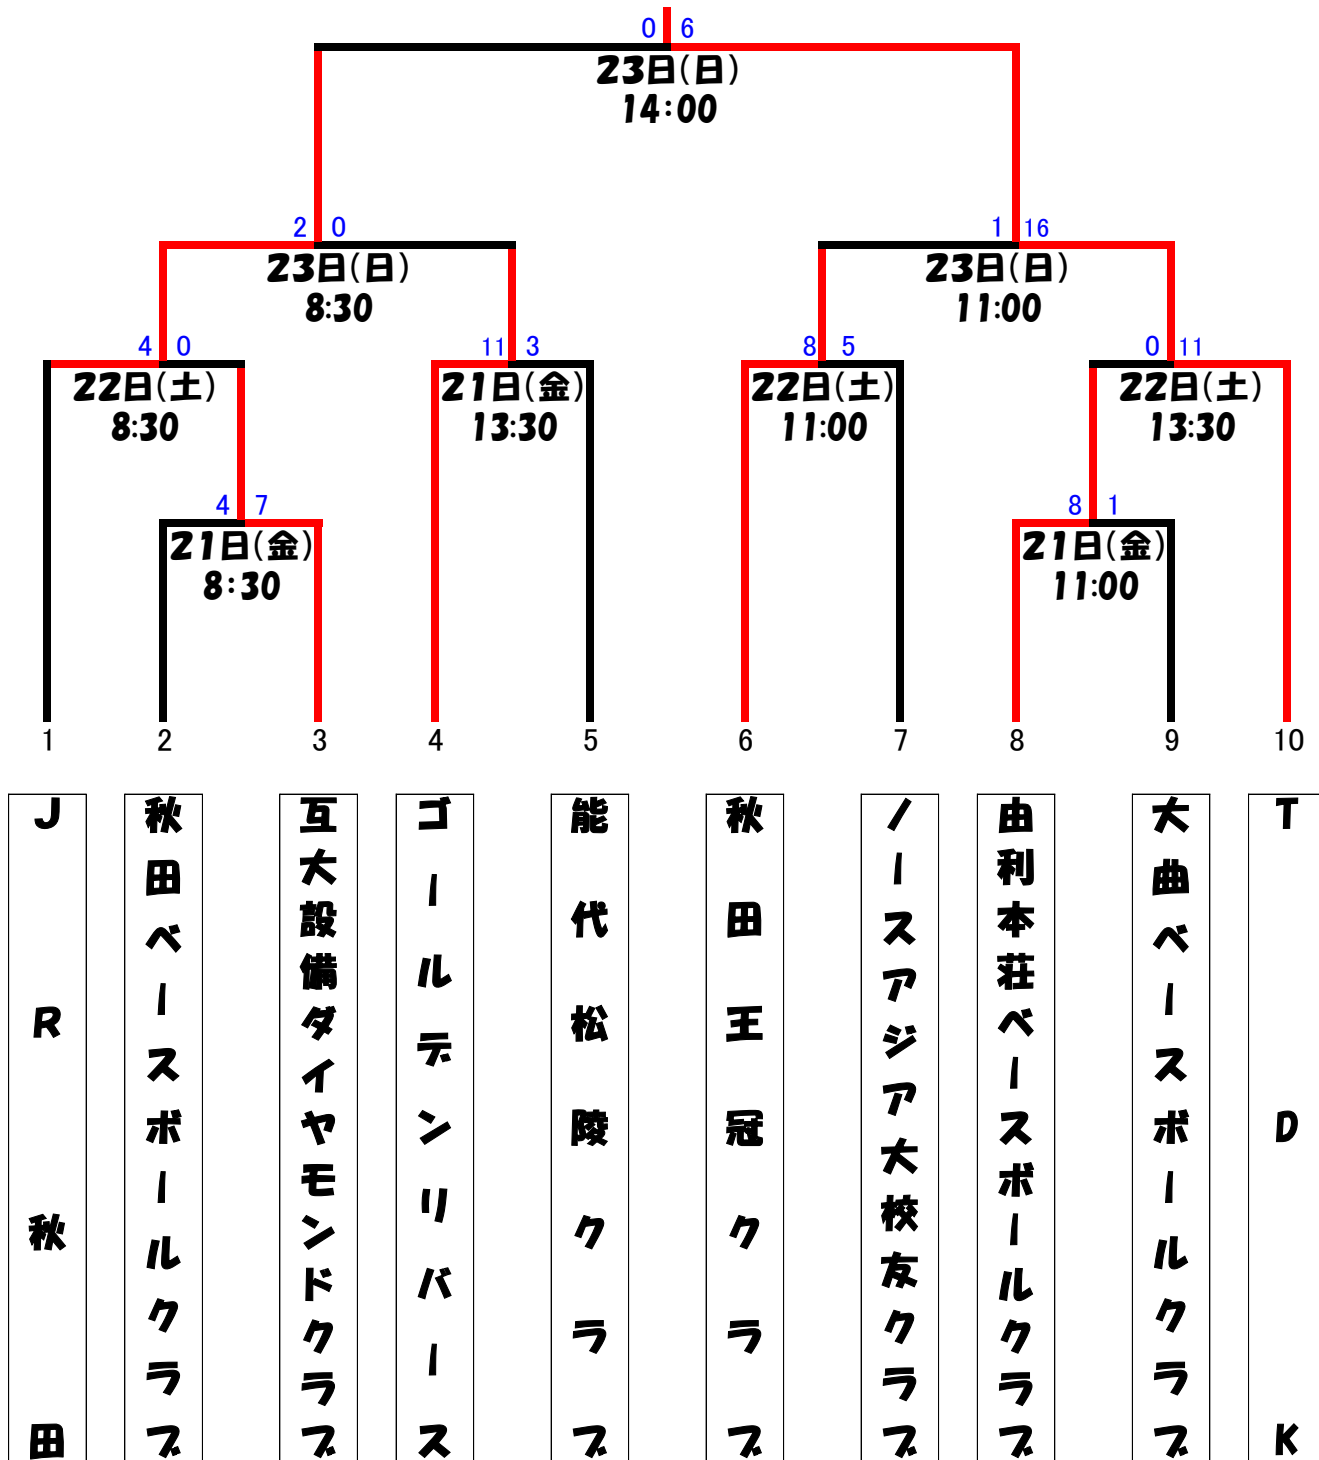 0 6
23日(日)
14:00
2 0
23日(日)
8:30
1 16
23日(日)
11:00
4 0
22日(土)
8:30
11 3
21日(金)
13:30
8 5
22日(土)
11:00
0 11
22日(土)
13:30
4 7
21日(金)
8:30
8 1
21日(金)
11:00
1 2 3 4 5 6 7 8 9 10
JR秋田
秋田ベースボールクラブ
互大設備ダイヤモンドクラブ
ゴールデンリバース
能代松陵クラブ
秋田王冠クラブ
ノースアジア大校友クラブ
由利本荘ベースボールクラブ
大曲ベースボールクラブ
TDK